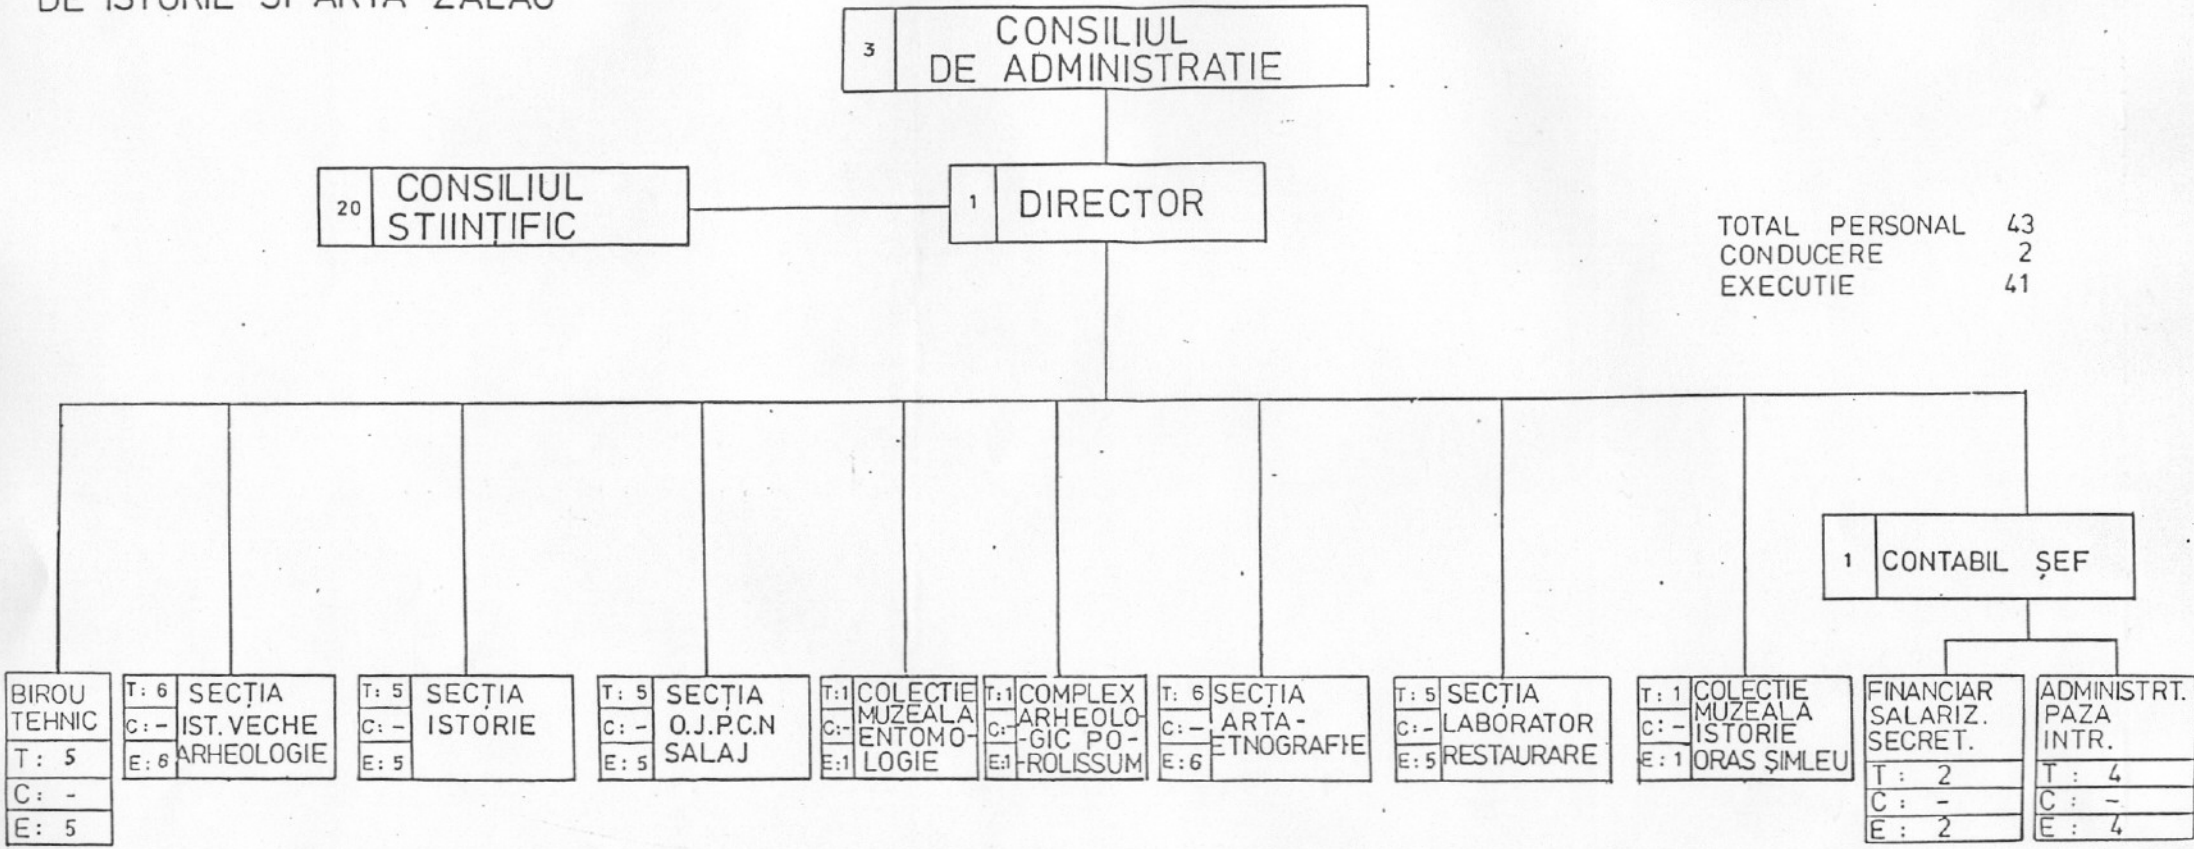 DE ISTORIE SI ARTA ZALAU
3
CONSILIUL
DE ADMINISTRATIE
20
CONSILIUL
STIINTIFIC
1
DIRECTOR
TOTAL PERSONAL 43
CONDUCERE 2
EXECUTIE 41
1
CONTABIL ȘEF
BIROU
TEHNIC
T: 5
C: -
E: 5
T: 6
C: -
E: 6
SECȚIA
IST. VECHE
ARHEOLOGIE
T: 5
C: -
E: 5
SECȚIA
ISTORIE
T: 5
C: -
E: 5
SECȚIA
O.J.P.C.N
SALAJ
T:1
C:-
E:1
COLECTIE
MUZEALA
ENTOMO-
LOGIE
T:1
C:-
E:1
COMPLEX
ARHEOLO-
-GIC PO-
-ROLISSUM
T: 6
C: -
E: 6
SECȚIA
ARTA-
ETNOGRAFIE
T: 5
C: -
E: 5
SECȚIA
LABORATOR
RESTAURARE
T: 1
C: -
E: 1
COLECTIE
MUZEALA
ISTORIE
ORAS ȘIMLEU
FINANCIAR
SALARIZ.
SECRET.
T : 2
C : -
E : 2
ADMINISTRT.
PAZA
INTR.
T : 4
C : -
E : 4